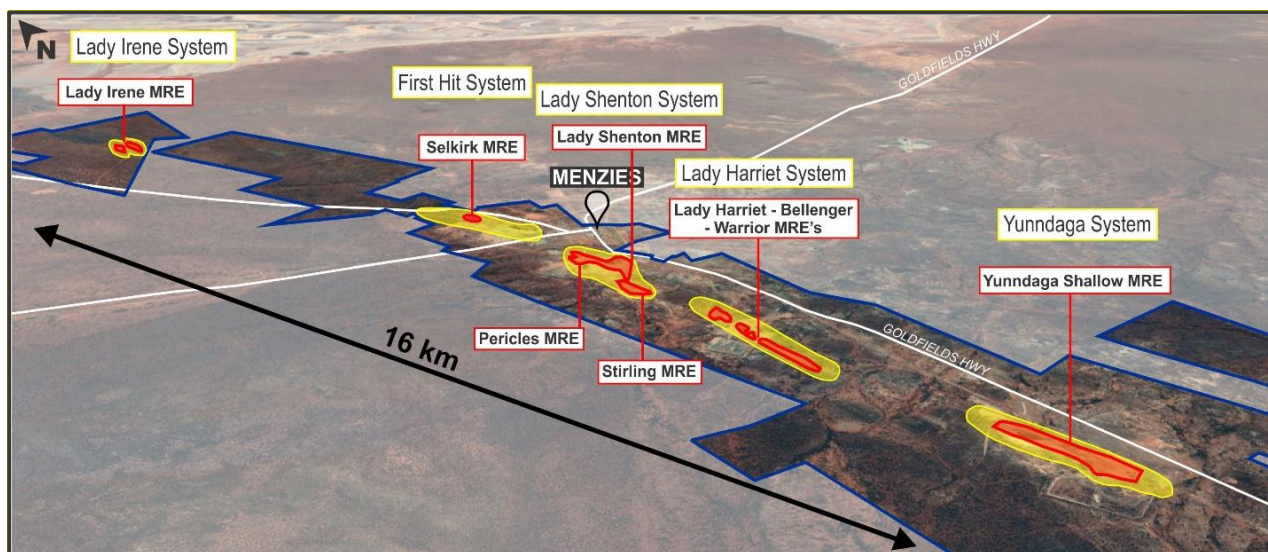 N
Lady Irene System
Lady Irene MRE
First Hit System
Selkirk MRE
Lady Shenton System
Lady Shenton MRE
MENZIES
GOLDFIELDS HWY
Lady Harriet System
Lady Harriet - Bellenger
- Warrior MRE's
Yunndaga System
Yunndaga Shallow MRE
Pericles MRE
Stirling MRE
GOLDFIELDS HWY
16 km